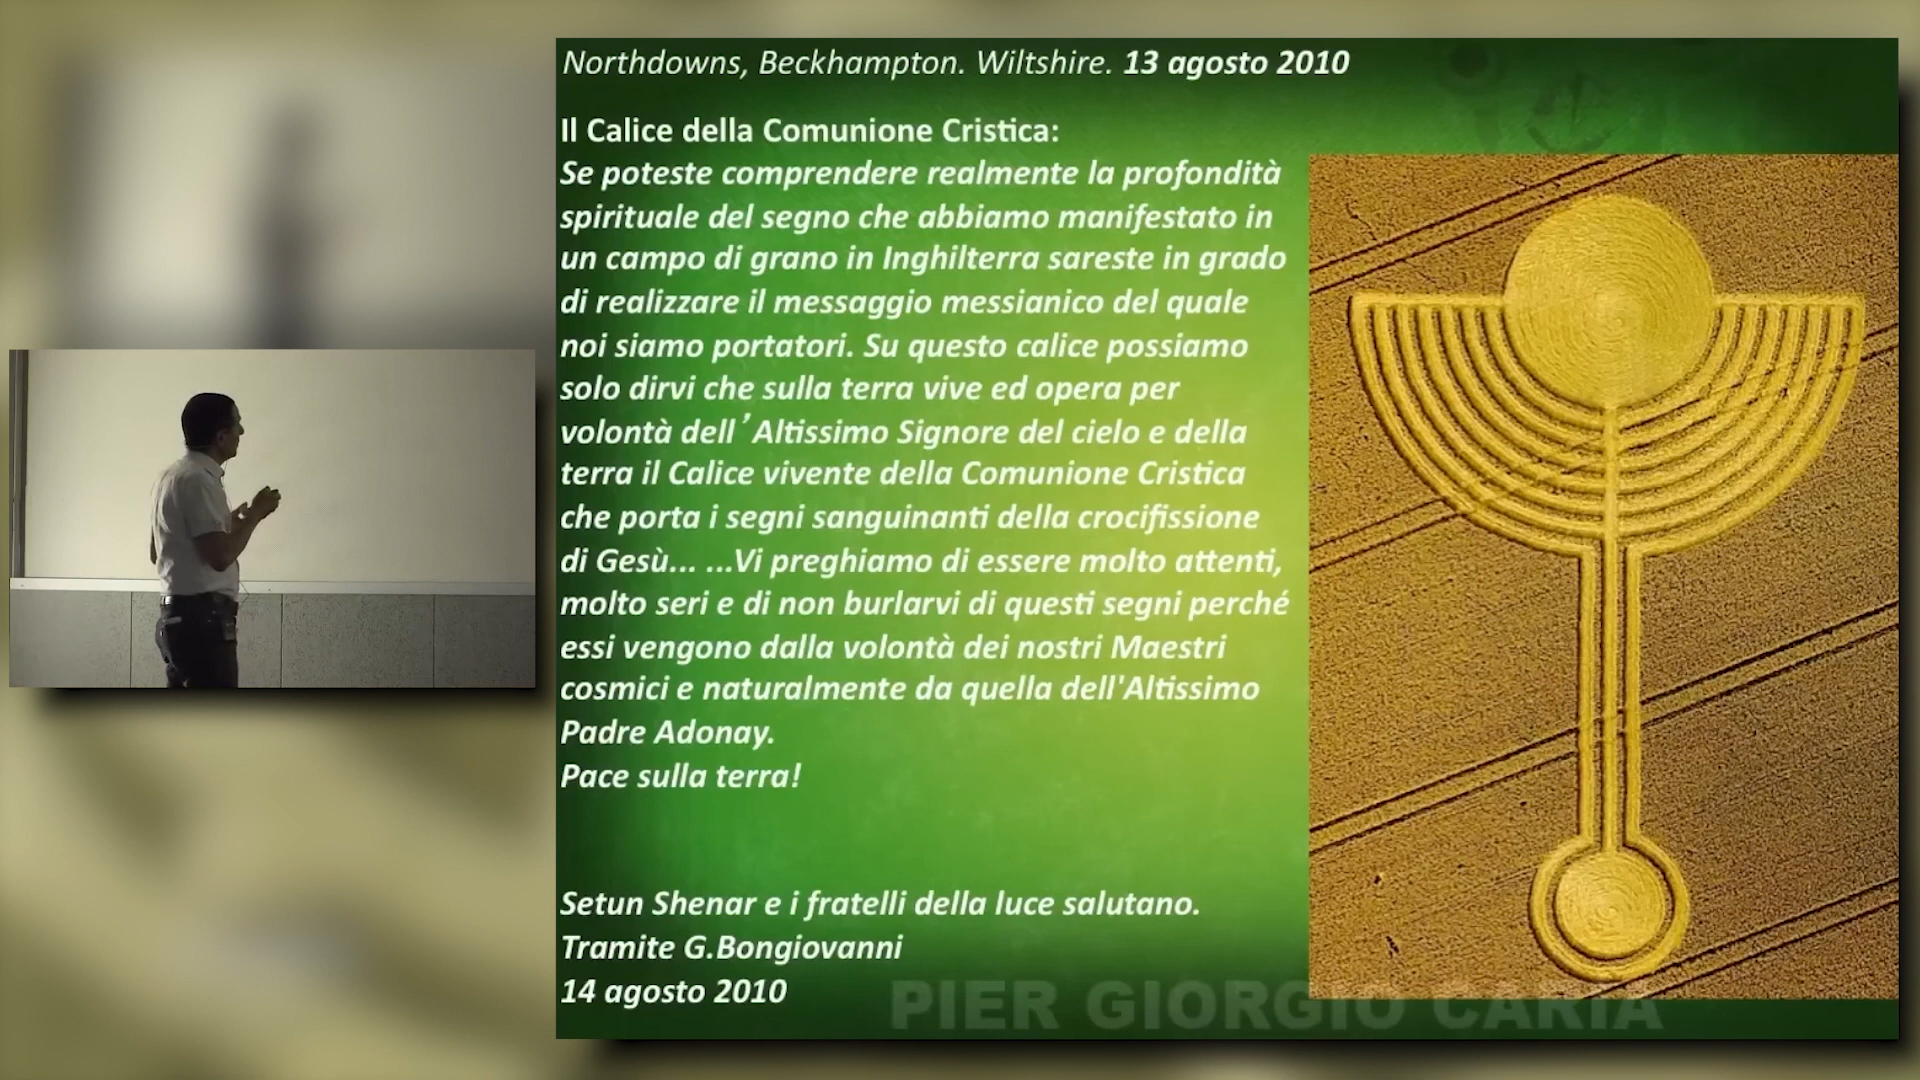 Northdowns, Beckhampton. Wiltshire. 13 agosto 2010
Il Calice della Comunione Cristica:
Se poteste comprendere realmente la profondità
spirituale del segno che abbiamo manifestato in
un campo di grano in Inghilterra sareste in grado
di realizzare il messaggio messianico del quale
noi siamo portatori. Su questo calice possiamo
solo dirvi che sulla terra vive ed opera per
volontà dell’Altissimo Signore del cielo e della
terra il Calice vivente della Comunione Cristica
che porta i segni sanguinanti della crocifissione
di Gesù... ...Vi preghiamo di essere molto attenti,
molto seri e di non burlarvi di questi segni perché
essi vengono dalla volontà dei nostri Maestri
cosmici e naturalmente da quella dell'Altissimo
Padre Adonay.
Pace sulla terra!
Setun Shenar e i fratelli della luce salutano.
Tramite G.Bongiovanni
14 agosto 2010
PIER GIORGIO CARIA